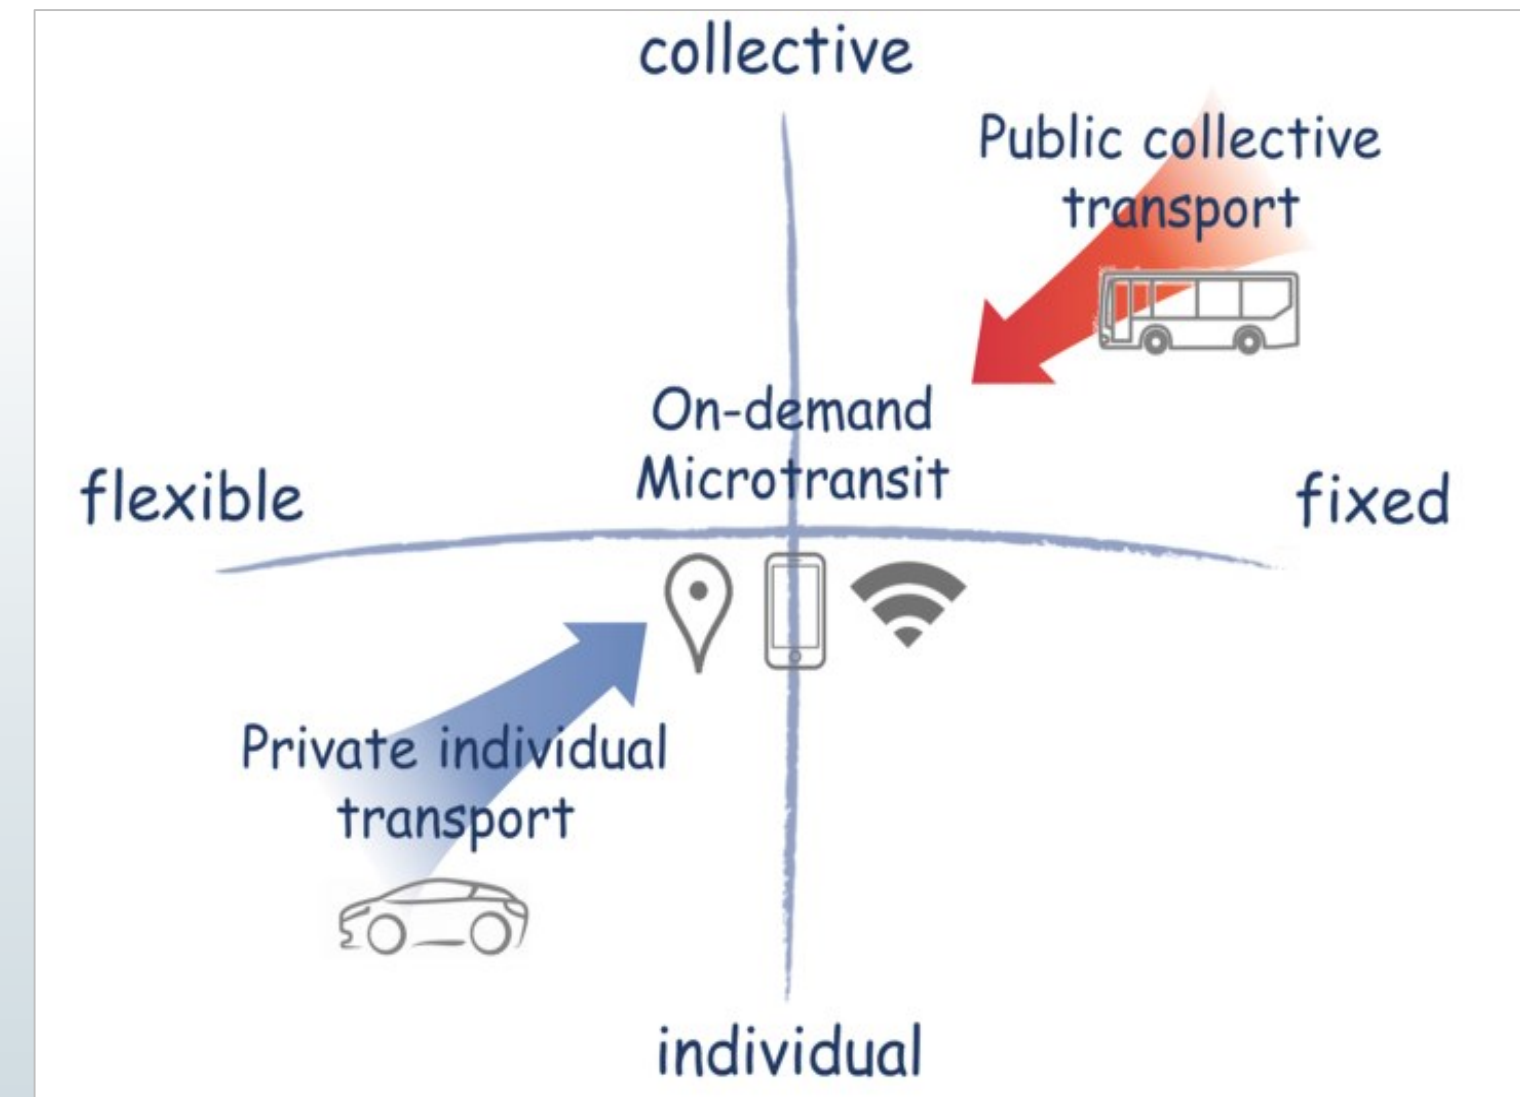 collective
Public collective
transport
On-demand
Microtransit
flexible
fixed
Private individual
transport
individual